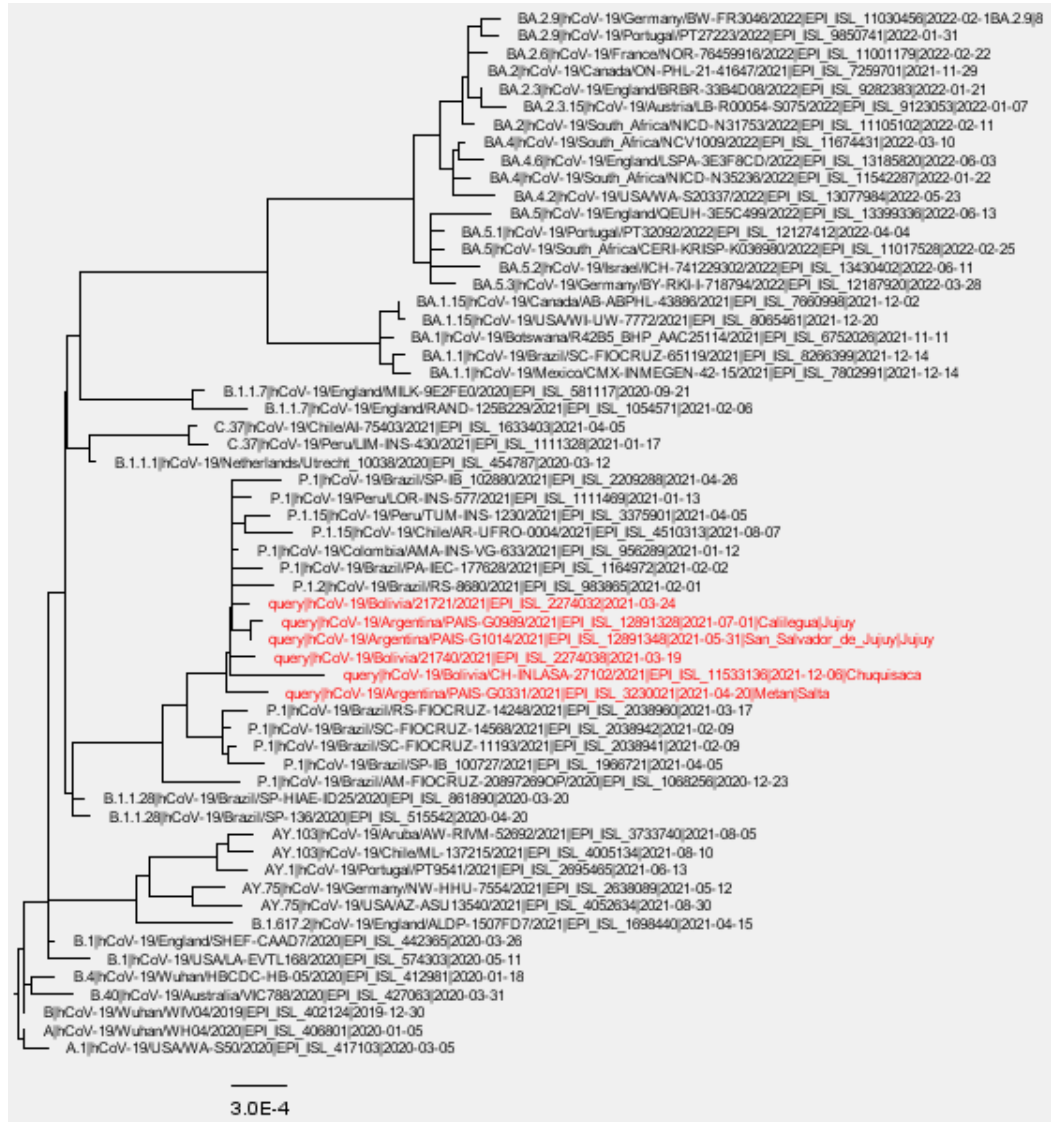 BA.2.9|hCoV-19/Germany/BW-FR3046/2022|EPI_ISL_11030456|2022-02-1BA.2.9|8
BA.2.9|hCoV-19/Portugal/PT27223/2022|EPI_ISL_9850741|2022-01-31
BA.2.6|hCoV-19/France/NOR-76459916/2022|EPI_ISL_11001179|2022-02-22
BA.2|hCoV-19/Canada/ON-PHL-21-41647/2021|EPI_ISL_7259701|2021-11-29
BA.2.3|hCoV-19/England/BRBR-33B4D08/2022|EPI_ISL_9282383|2022-01-21
BA.2.3.15|hCoV-19/Austria/LB-R00054-S075/2022|EPI_ISL_9123053|2022-01-07
BA.2|hCoV-19/South_Africa/NICD-N31753/2022|EPI_ISL_11105102|2022-02-11
BA.4|hCoV-19/South_Africa/NCV1009/2022|EPI_ISL_11674431|2022-03-10
BA.4.6|hCoV-19/England/LSPA-3E3F8CD/2022|EPI_ISL_13185820|2022-06-03
BA.4|hCoV-19/South_Africa/NICD-N35236/2022|EPI_ISL_11542287|2022-01-22
BA.4.2|hCoV-19/USA/WA-S20337/2022|EPI_ISL_13077984|2022-05-23
BA.5|hCoV-19/England/QEUH-3E5C499/2022|EPI_ISL_13399336|2022-06-13
BA.5.1|hCoV-19/Portugal/PT32092/2022|EPI_ISL_12127412|2022-04-04
BA.5|hCoV-19/South_Africa/CERI-KRISP-K036980/2022|EPI_ISL_11017528|2022-02-25
BA.5.2|hCoV-19/Israel/ICH-741229302/2022|EPI_ISL_13430402|2022-06-11
BA.5.3|hCoV-19/Germany/BY-RKI-I-718794/2022|EPI_ISL_12187920|2022-03-28
BA.1.15|hCoV-19/Canada/AB-ABPHL-43886/2021|EPI_ISL_7660998|2021-12-02
BA.1.15|hCoV-19/USA/WI-UW-7772/2021|EPI_ISL_8065461|2021-12-20
BA.1|hCoV-19/Botswana/R42B5_BHP_AAC25114/2021|EPI_ISL_6752026|2021-11-11
BA.1.1|hCoV-19/Brazil/SC-FIOCRUZ-65119/2021|EPI_ISL_8266399|2021-12-14
BA.1.1|hCoV-19/Mexico/CMX-INMEGEN-42-15/2021|EPI_ISL_7802991|2021-12-14
B.1.1.7|hCoV-19/England/MILK-9E2FE0/2020|EPI_ISL_581117|2020-09-21
B.1.1.7|hCoV-19/England/RAND-125B229/2021|EPI_ISL_1054571|2021-02-06
C.37|hCoV-19/Chile/AI-75403/2021|EPI_ISL_1633403|2021-04-05
C.37|hCoV-19/Peru/LIM-INS-430/2021|EPI_ISL_1111328|2021-01-17
B.1.1.1|hCoV-19/Netherlands/Utrecht_10038/2020|EPI_ISL_454787|2020-03-12
P.1|hCoV-19/Brazil/SP-IB_102880/2021|EPI_ISL_2209288|2021-04-26
P.1|hCoV-19/Peru/LOR-INS-577/2021|EPI_ISL_1111469|2021-01-13
P.1.15|hCoV-19/Peru/TUM-INS-1230/2021|EPI_ISL_3375901|2021-04-05
P.1.15|hCoV-19/Chile/AR-UFRO-0004/2021|EPI_ISL_4510313|2021-08-07
P.1|hCoV-19/Colombia/AMA-INS-VG-633/2021|EPI_ISL_956289|2021-01-12
P.1|hCoV-19/Brazil/PA-IEC-177628/2021|EPI_ISL_1164972|2021-02-02
P.1.2|hCoV-19/Brazil/RS-8680/2021|EPI_ISL_983865|2021-02-01
query|hCoV-19/Bolivia/21721/2021|EPI_ISL_2274032|2021-03-24
query|hCoV-19/Argentina/PAIS-G0989/2021|EPI_ISL_12891328|2021-07-01|Calilegua|Jujuy
query|hCoV-19/Argentina/PAIS-G1014/2021|EPI_ISL_12891348|2021-05-31|San_Salvador_de_Jujuy|Jujuy
query|hCoV-19/Bolivia/21740/2021|EPI_ISL_2274038|2021-03-19
query|hCoV-19/Bolivia/CH-INLASA-27102/2021|EPI_ISL_11533136|2021-12-06|Chuquisaca
query|hCoV-19/Argentina/PAIS-G0331/2021|EPI_ISL_3230021|2021-04-20|Metan|Salta
P.1|hCoV-19/Brazil/RS-FIOCRUZ-14248/2021|EPI_ISL_2038960|2021-03-17
P.1|hCoV-19/Brazil/SC-FIOCRUZ-14568/2021|EPI_ISL_2038942|2021-02-09
P.1|hCoV-19/Brazil/SC-FIOCRUZ-11193/2021|EPI_ISL_2038941|2021-02-09
P.1|hCoV-19/Brazil/SP-IB_100727/2021|EPI_ISL_1966721|2021-04-05
P.1|hCoV-19/Brazil/AM-FIOCRUZ-20897269OP/2020|EPI_ISL_1068256|2020-12-23
B.1.1.28|hCoV-19/Brazil/SP-HIAE-ID25/2020|EPI_ISL_861890|2020-03-20
B.1.1.28|hCoV-19/Brazil/SP-136/2020|EPI_ISL_515542|2020-04-20
AY.103|hCoV-19/Aruba/AW-RIVM-52692/2021|EPI_ISL_3733740|2021-08-05
AY.103|hCoV-19/Chile/ML-137215/2021|EPI_ISL_4005134|2021-08-10
AY.1|hCoV-19/Portugal/PT9541/2021|EPI_ISL_2695465|2021-06-13
AY.75|hCoV-19/Germany/NW-HHU-7554/2021|EPI_ISL_2638089|2021-05-12
AY.75|hCoV-19/USA/AZ-ASU13540/2021|EPI_ISL_4052634|2021-08-30
B.1.617.2|hCoV-19/England/ALDP-1507FD7/2021|EPI_ISL_1698440|2021-04-15
B.1|hCoV-19/England/SHEF-CAAD7/2020|EPI_ISL_442365|2020-03-26
B.1|hCoV-19/USA/LA-EVTL168/2020|EPI_ISL_574303|2020-05-11
B.4|hCoV-19/Wuhan/HBCDC-HB-05/2020|EPI_ISL_412981|2020-01-18
B.40|hCoV-19/Australia/VIC788/2020|EPI_ISL_427063|2020-03-31
B|hCoV-19/Wuhan/WIV04/2019|EPI_ISL_402124|2019-12-30
A|hCoV-19/Wuhan/WH04/2020|EPI_ISL_406801|2020-01-05
A.1|hCoV-19/USA/WA-S50/2020|EPI_ISL_417103|2020-03-05
3.0E-4